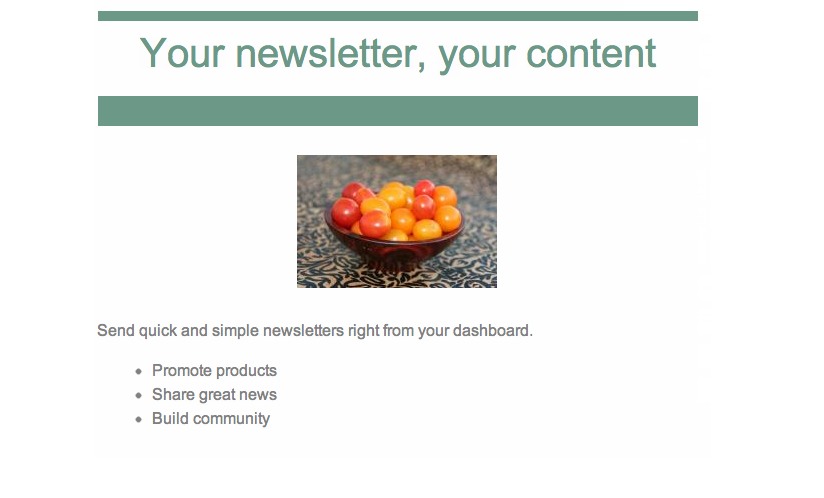 Your newsletter, your content
Send quick and simple newsletters right from your dashboard.
• Promote products
• Share great news
• Build community